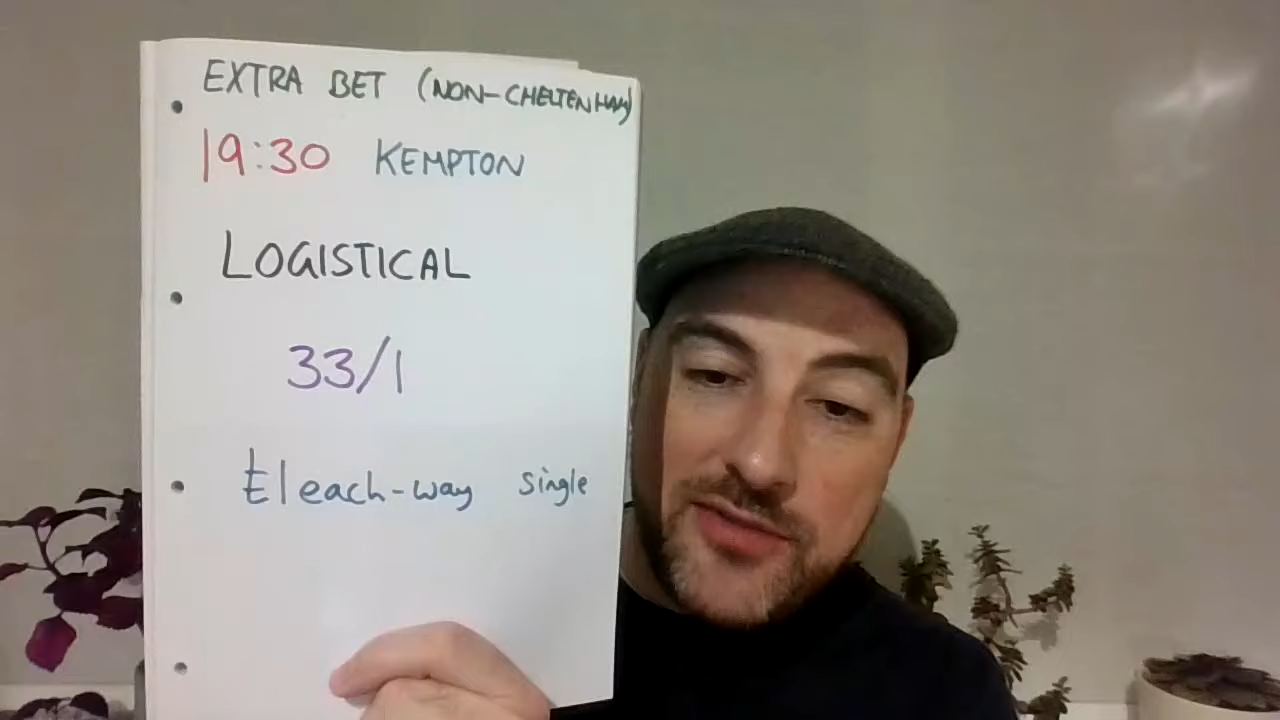 EXTRA BET (NON-CHELTENHAM)
19:30 KEMPTON
LOGISTICAL
33/1
£1 each-way single